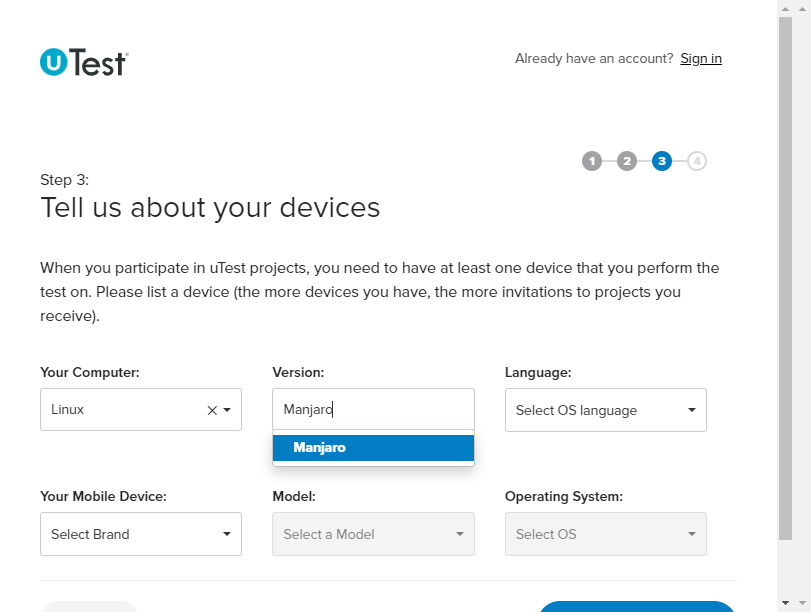 uTest
Already have an account? Sign in
1 2 3 4
Step 3:
Tell us about your devices
When you participate in uTest projects, you need to have at least one device that you perform the
test on. Please list a device (the more devices you have, the more invitations to projects you
receive).
Your Computer: Version: Language:
Linux Manjaro Select OS language
Manjaro
Your Mobile Device: Model: Operating System:
Select Brand Select a Model Select OS